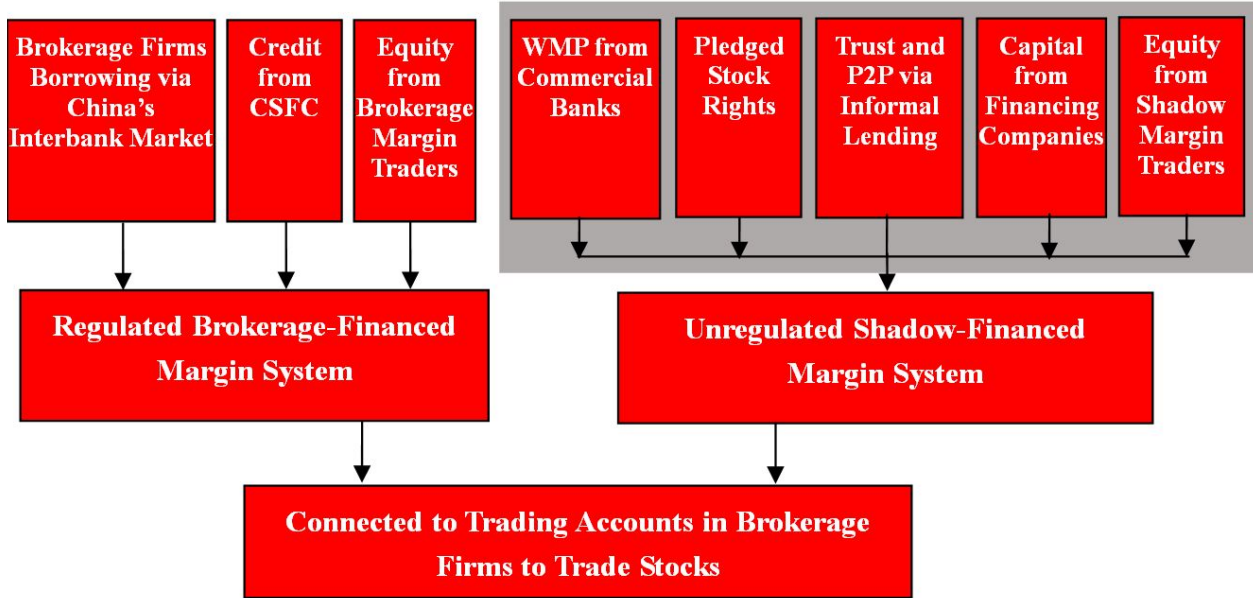 Brokerage Firms
Borrowing via
China's
Interbank Market
Credit
from
CSFC
Equity
from
Brokerage
Margin
Traders
WMP from
Commercial
Banks
Pledged
Stock
Rights
Trust and
P2P via
Informal
Lending
Capital
from
Financing
Companies
Equity
from
Shadow
Margin
Traders
Regulated Brokerage-Financed
Margin System
Unregulated Shadow-Financed
Margin System
Connected to Trading Accounts in Brokerage
Firms to Trade Stocks